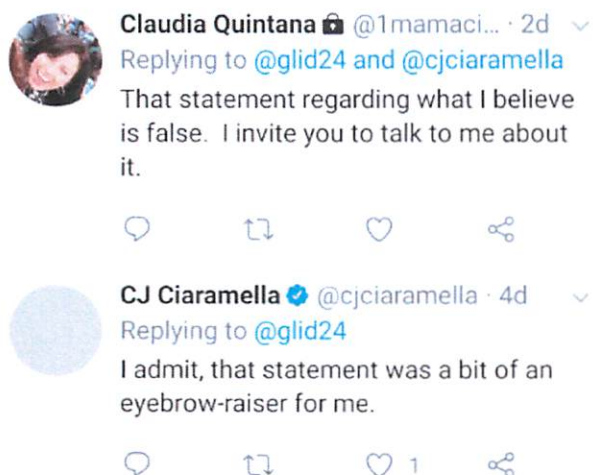 Claudia Quintana @1mamaci... · 2d
Replying to @glid24 and @cjciaramella
That statement regarding what I believe
is false. I invite you to talk to me about
it.
CJ Ciaramella @cjciaramella · 4d
Replying to @glid24
I admit, that statement was a bit of an
eyebrow-raiser for me.
1